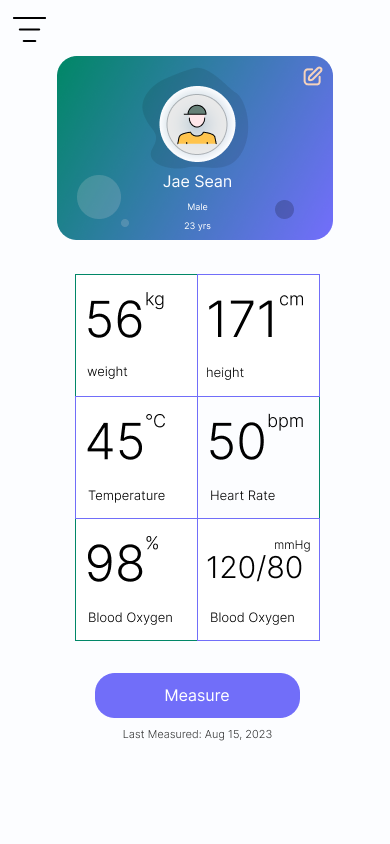 Jae Sean
Male
23 yrs
56 kg
weight
171 cm
height
45 °C
Temperature
50 bpm
Heart Rate
98 %
Blood Oxygen
mmHg
120/80
Blood Oxygen
Measure
Last Measured: Aug 15, 2023